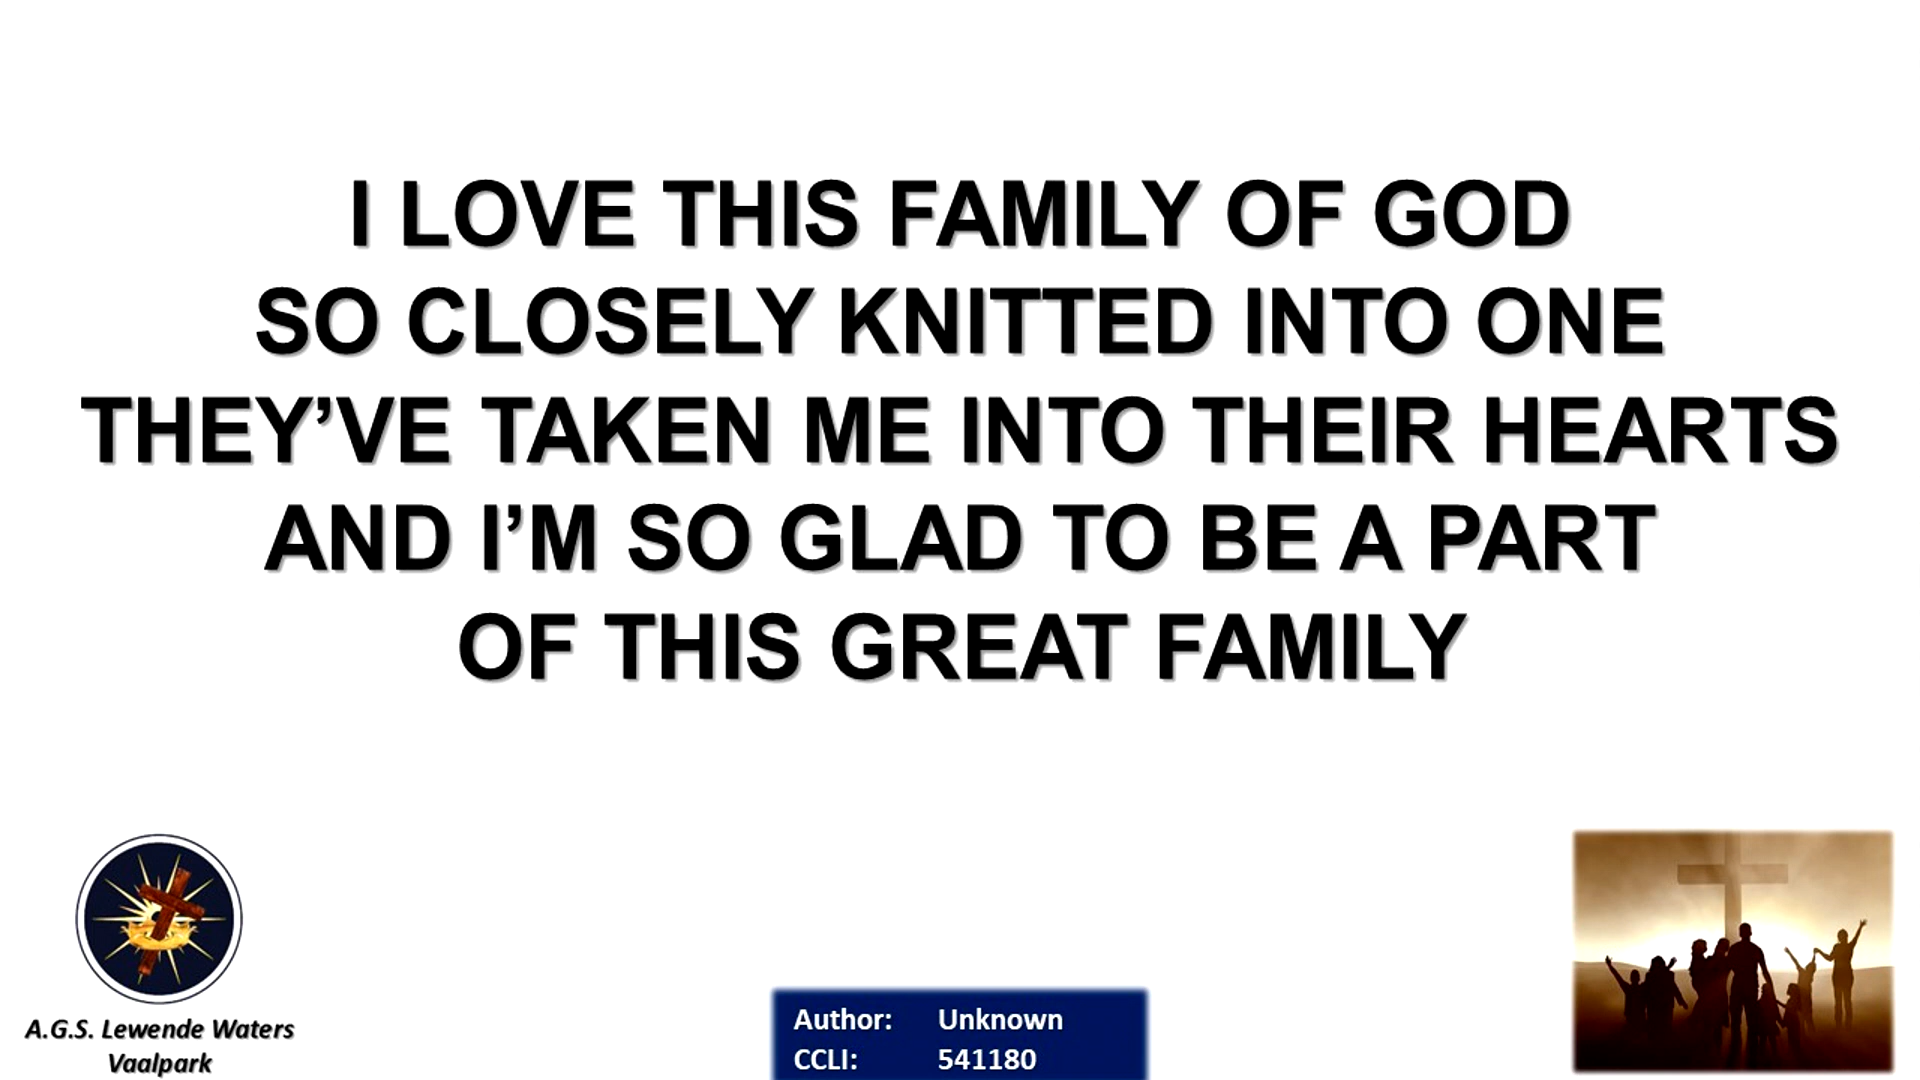 I LOVE THIS FAMILY OF GOD
SO CLOSELY KNITTED INTO ONE
THEY’VE TAKEN ME INTO THEIR HEARTS
AND I’M SO GLAD TO BE A PART
OF THIS GREAT FAMILY
A.G.S. Lewende Waters
Vaalpark
Author: Unknown
CCLI: 541180